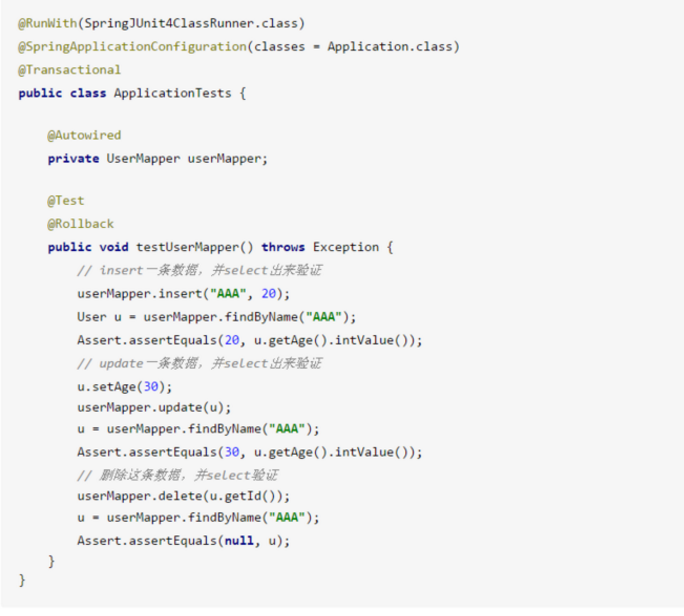 @RunWith(SpringJUnit4ClassRunner.class)
@SpringApplicationConfiguration(classes = Application.class)
@Transactional
public class ApplicationTests {
@Autowired
private UserMapper userMapper;
@Test
@Rollback
public void testUserMapper() throws Exception {
// insert一条数据，并select出来验证
userMapper.insert("AAA", 20);
User u = userMapper.findByName("AAA");
Assert.assertEquals(20, u.getAge().intValue());
// update一条数据，并select出来验证
u.setAge(30);
userMapper.update(u);
u = userMapper.findByName("AAA");
Assert.assertEquals(30, u.getAge().intValue());
// 删除这条数据，并select验证
userMapper.delete(u.getId());
u = userMapper.findByName("AAA");
Assert.assertEquals(null, u);
}
}